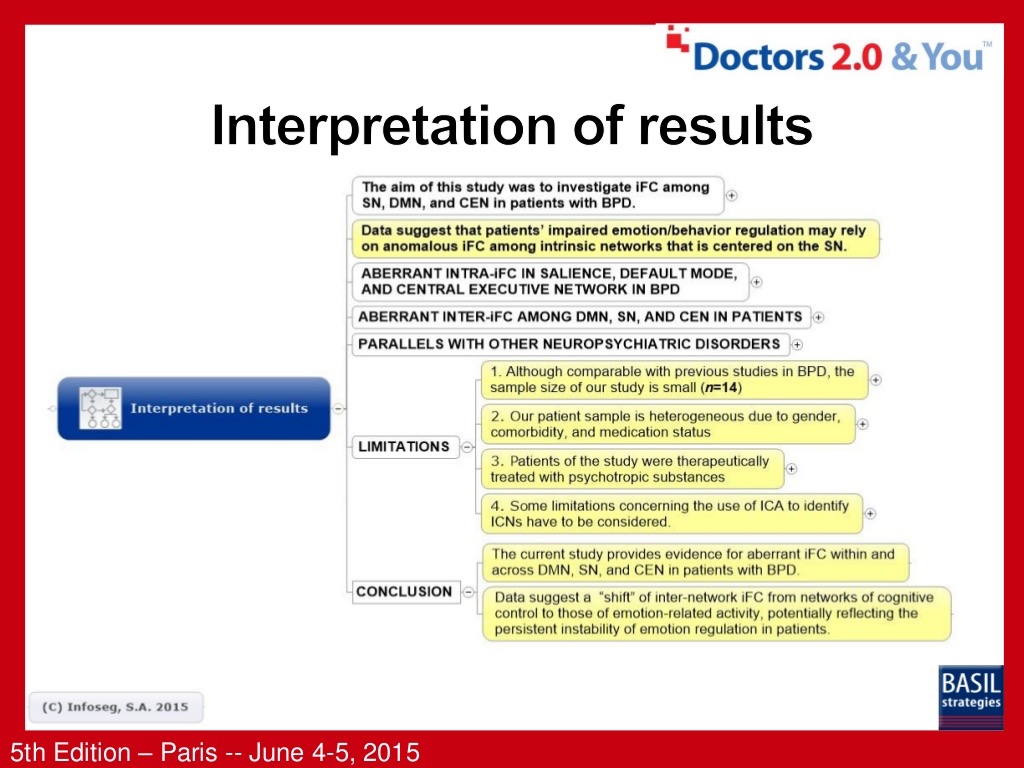 Doctors 2.0 & You™
Interpretation of results
The aim of this study was to investigate iFC among
SN, DMN, and CEN in patients with BPD.
Data suggest that patients' impaired emotion/behavior regulation may rely
on anomalous iFC among intrinsic networks that is centered on the SN.
ABERRANT INTRA-iFC IN SALIENCE, DEFAULT MODE,
AND CENTRAL EXECUTIVE NETWORK IN BPD
ABERRANT INTER-iFC AMONG DMN, SN, AND CEN IN PATIENTS
PARALLELS WITH OTHER NEUROPSYCHIATRIC DISORDERS
Interpretation of results
LIMITATIONS
1. Although comparable with previous studies in BPD, the
sample size of our study is small (n=14)
2. Our patient sample is heterogeneous due to gender,
comorbidity, and medication status
3. Patients of the study were therapeutically
treated with psychotropic substances
4. Some limitations concerning the use of ICA to identify
ICNs have to be considered.
CONCLUSION
The current study provides evidence for aberrant iFC within and
across DMN, SN, and CEN in patients with BPD.
Data suggest a "shift" of inter-network iFC from networks of cognitive
control to those of emotion-related activity, potentially reflecting the
persistent instability of emotion regulation in patients.
(C) Infoseg, S.A. 2015
BASIL
strategies
5th Edition – Paris -- June 4-5, 2015